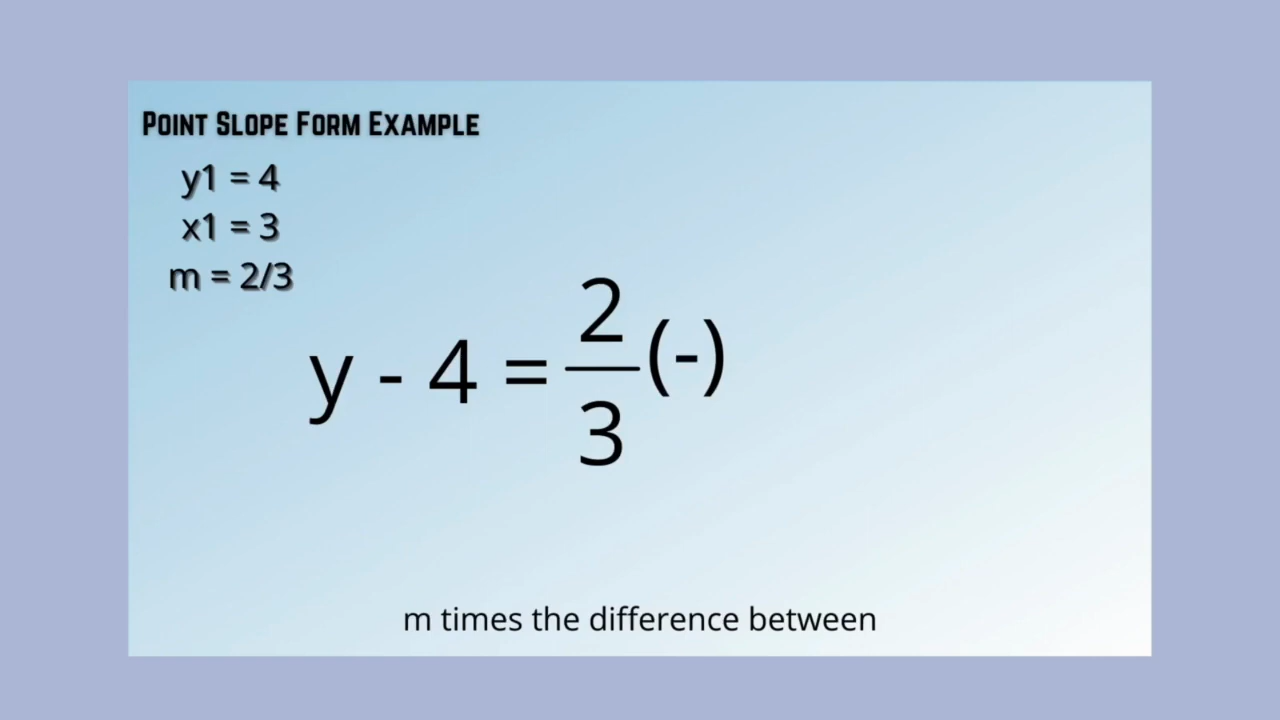 Point Slope Form Example
y1 = 4
x1 = 3
m = 2/3
y - 4 = 2/3 (-)
m times the difference between